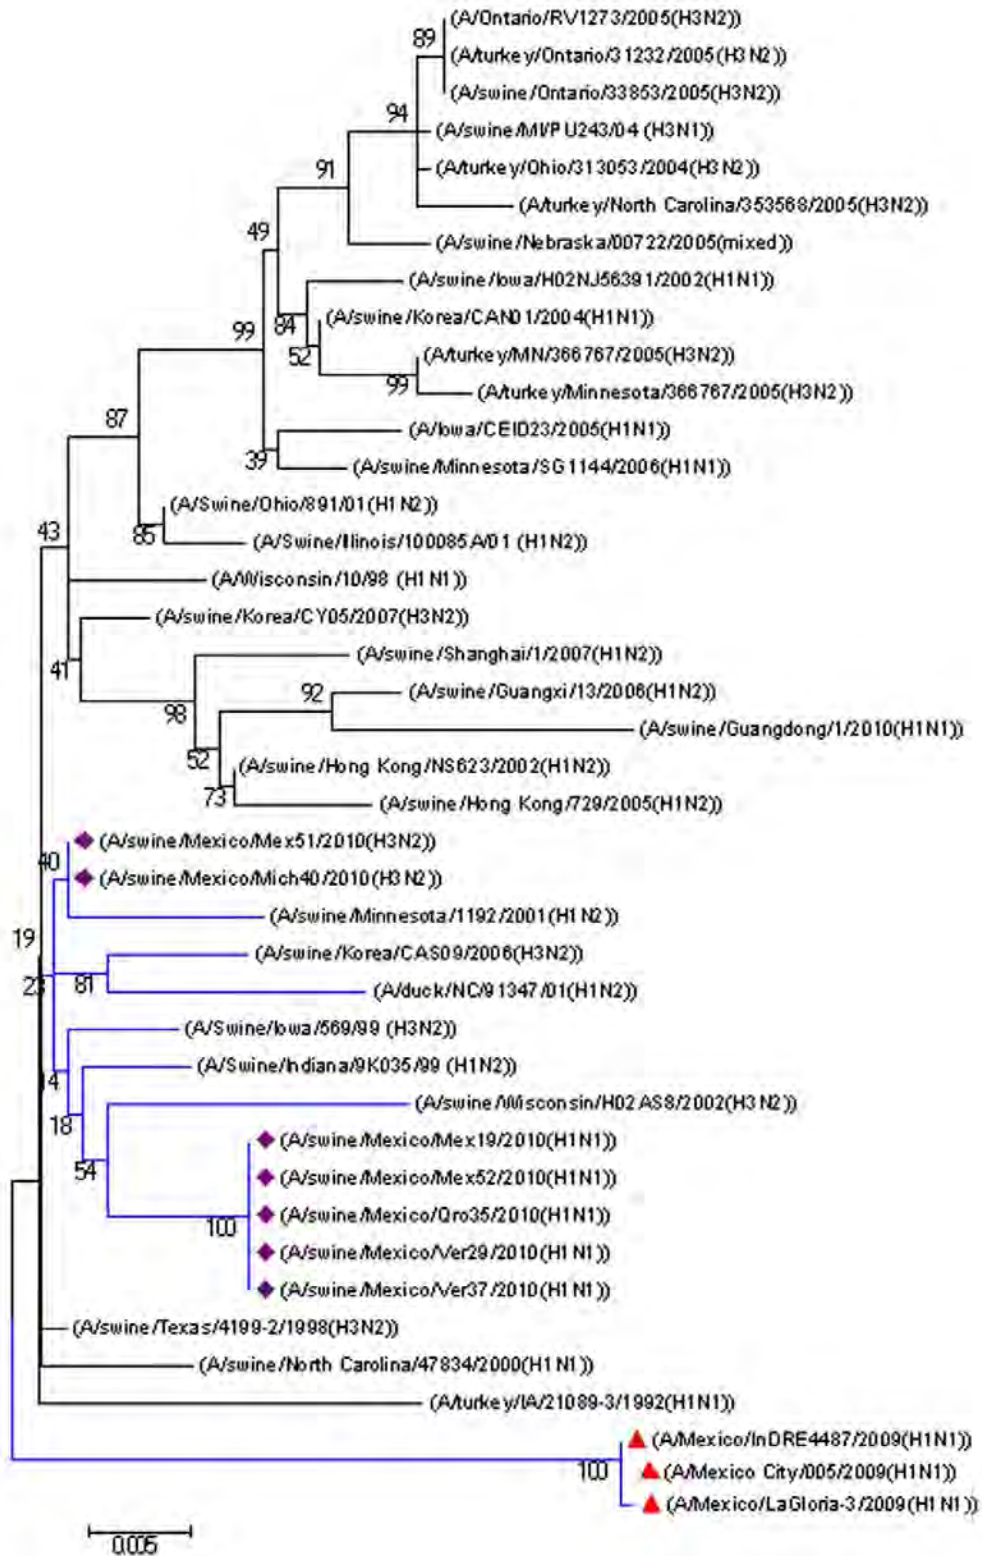 (A/Ontario/RV1273/2005(H3N2))
89
(A/turkey/Ontario/31232/2005(H3N2))
(A/swine/Ontario/33853/2005(H3N2))
94
(A/swine/MI/PU243/04 (H3N1))
91
(A/turkey/Ohio/313053/2004(H3N2))
(A/turkey/North Carolina/353568/2005(H3N2))
49
(A/swine/Nebraska/00722/2005(mixed))
(A/swine/Iowa/H02NJ56391/2002(H1N1))
84
(A/swine/Korea/CAN01/2004(H1N1))
99
52
(A/turkey/MN/366767/2005(H3N2))
99
(A/turkey/Minnesota/366767/2005(H3N2))
87
(A/Iowa/CEID23/2005(H1N1))
39
(A/swine/Minnesota/SG1144/2006(H1N1))
(A/Swine/Ohio/891/01(H1N2))
85
(A/Swine/Illinois/100085A/01 (H1N2))
43
(A/Wisconsin/10/98 (H1N1))
(A/swine/Korea/CY05/2007(H3N2))
41
(A/swine/Shanghai/1/2007(H1N2))
92
(A/swine/Guangxi/13/2006(H1N2))
98
(A/swine/Guangdong/1/2010(H1N1))
52
(A/swine/Hong Kong/NS623/2002(H1N2))
73
(A/swine/Hong Kong/729/2005(H1N2))
(A/swine/Mexico/Mex51/2010(H3N2))
40
(A/swine/Mexico/Mich40/2010(H3N2))
(A/swine/Minnesota/1192/2001(H1N2))
19
(A/swine/Korea/CAS09/2006(H3N2))
23
81
(A/duck/NC/91347/01(H1N2))
(A/Swine/Iowa/569/99 (H3N2))
14
(A/Swine/Indiana/9K035/99 (H1N2))
18
(A/swine/Wisconsin/H02AS8/2002(H3N2))
(A/swine/Mexico/Mex19/2010(H1N1))
54
(A/swine/Mexico/Mex52/2010(H1N1))
100
(A/swine/Mexico/Qro35/2010(H1N1))
(A/swine/Mexico/Ver29/2010(H1N1))
(A/swine/Mexico/Ver37/2010(H1N1))
(A/swine/Texas/4199-2/1998(H3N2))
(A/swine/North Carolina/47834/2000(H1N1))
(A/turkey/IA/21089-3/1992(H1N1))
(A/Mexico/InDRE4487/2009(H1N1))
100
(A/Mexico City/005/2009(H1N1))
(A/Mexico/LaGloria-3/2009(H1N1))
0.005